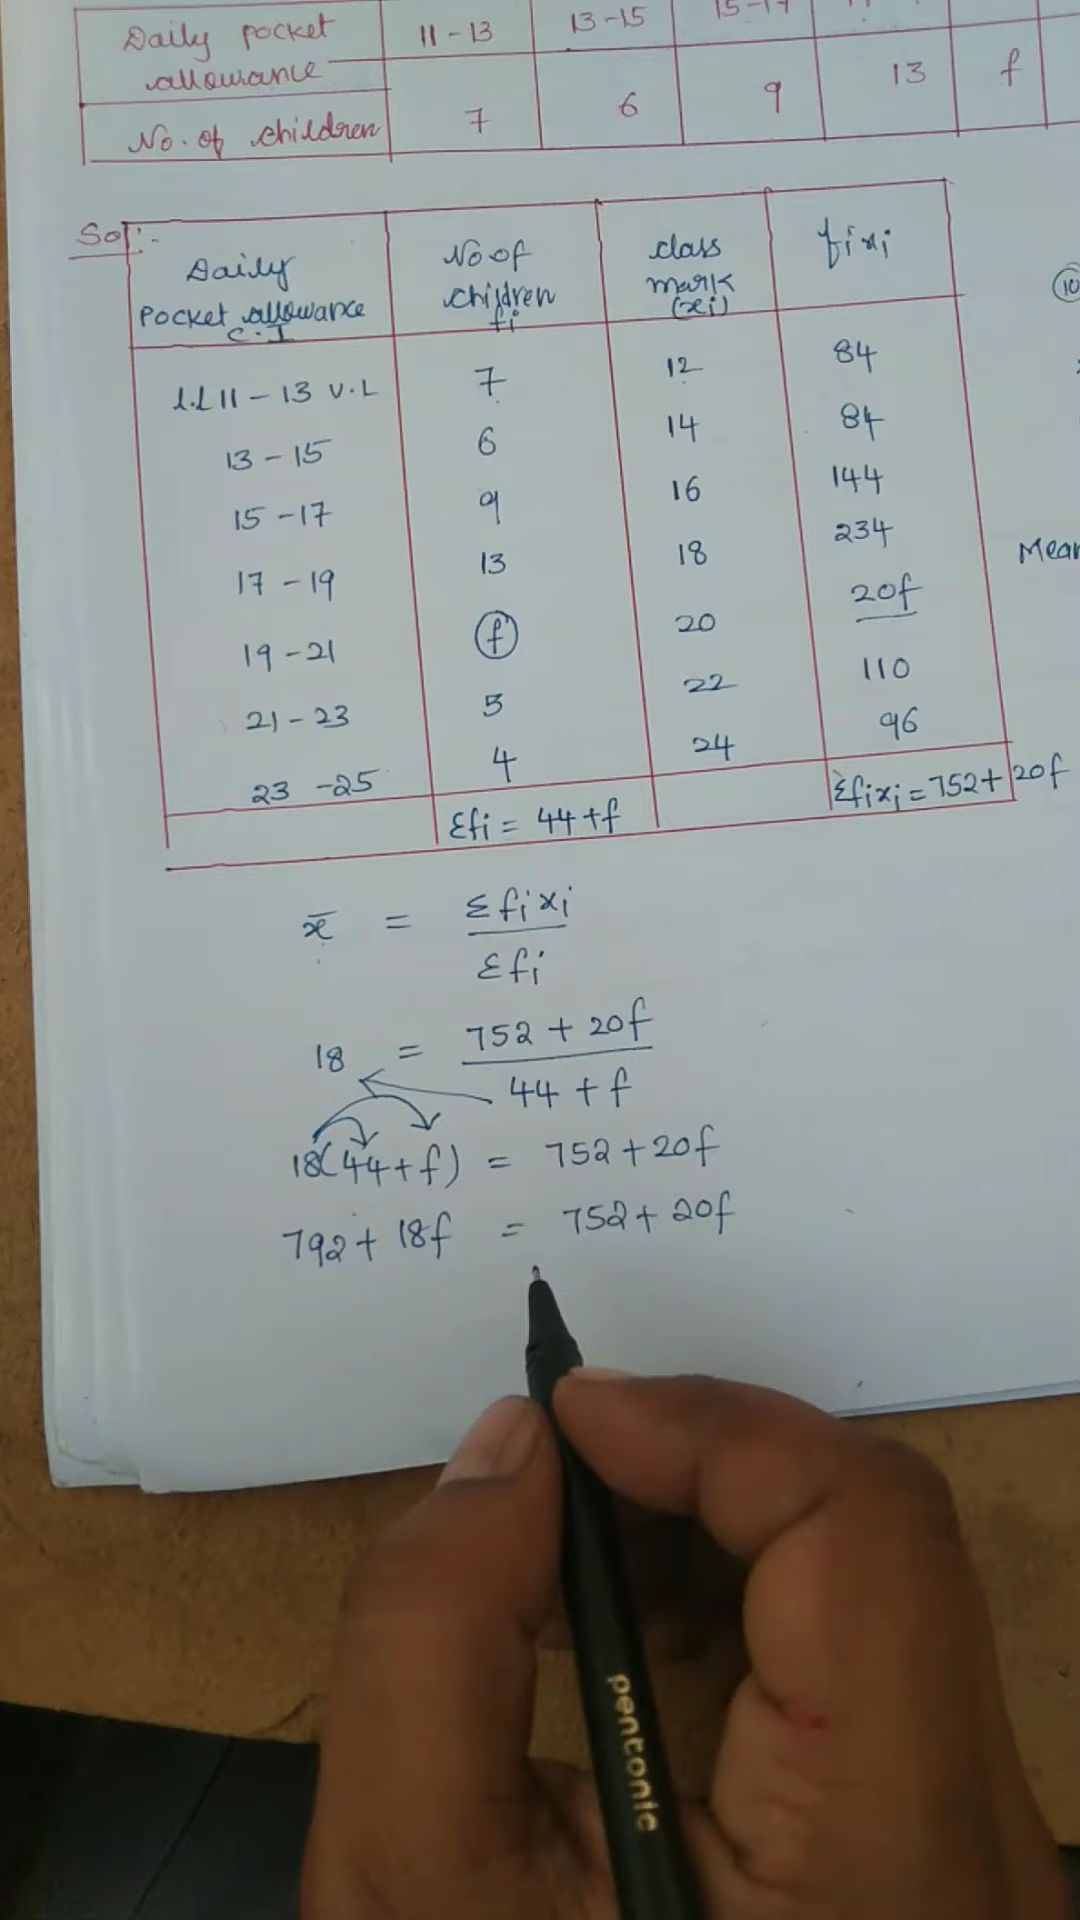 Daily pocket allowance 11-13 13-15 15-17
No. of children 7 6 9 13 f
Sol:-
Daily pocket allowance C.I No of children fi class mark (xi) fixi
L.L 11 - 13 U.L 7 12 84
13 - 15 6 14 84
15 - 17 9 16 144
17 - 19 13 18 234
19 - 21 f 20 20f
21 - 23 5 22 110
23 - 25 4 24 96
Σfi = 44 + f Σfixi = 752 + 20f
10
Mean
x̄ = Σfixi / Σfi
18 = 752 + 20f / 44 + f
18(44 + f) = 752 + 20f
792 + 18f = 752 + 20f
pentonic